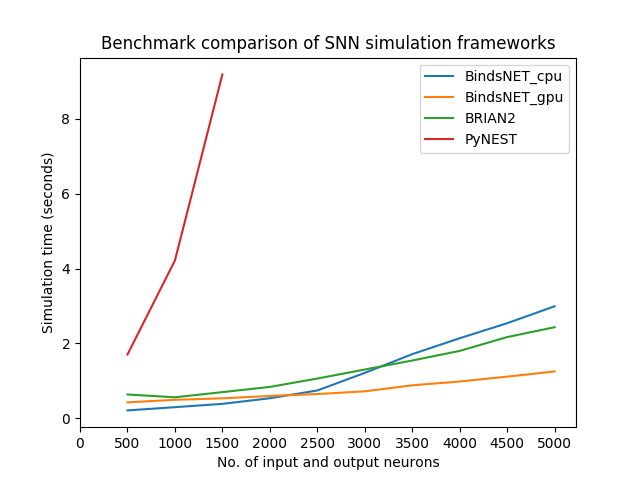 Benchmark comparison of SNN simulation frameworks
BindsNET_cpu
BindsNET_gpu
BRIAN2
PyNEST
Simulation time (seconds)
8
6
4
2
0
0 500 1000 1500 2000 2500 3000 3500 4000 4500 5000
No. of input and output neurons